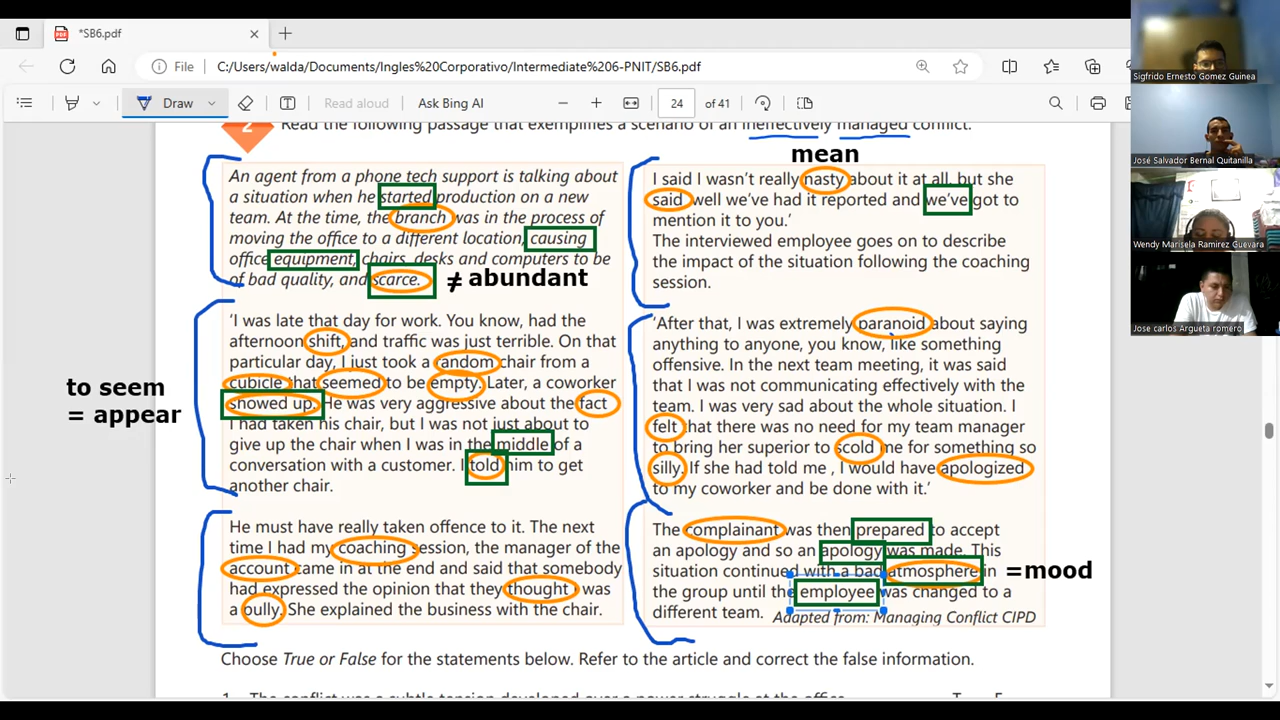 *SB6.pdf
File C:/Users/walda/Documents/Ingles%20Corporativo/Intermediate%206-PNIT/SB6.pdf
Draw
Read aloud
Ask Bing AI
24 of 41
2 Read the following passage that exemplifies a scenario of an ineffectively managed conflict.
An agent from a phone tech support is talking about
a situation when he started production on a new
team. At the time, the branch was in the process of
moving the office to a different location, causing
office equipment, chairs, desks and computers to be
of bad quality, and scarce.
≠ abundant
'I was late that day for work. You know, had the
afternoon shift, and traffic was just terrible. On that
particular day, I just took a random chair from a
cubicle that seemed to be empty. Later, a coworker
showed up. He was very aggressive about the fact
I had taken his chair, but I was not just about to
give up the chair when I was in the middle of a
conversation with a customer. I told him to get
another chair.
to seem
= appear
He must have really taken offence to it. The next
time I had my coaching session, the manager of the
account came in at the end and said that somebody
had expressed the opinion that they thought I was
a bully. She explained the business with the chair.
mean
I said I wasn't really nasty about it at all, but she
said 'well we've had it reported and we've got to
mention it to you.'
The interviewed employee goes on to describe
the impact of the situation following the coaching
session.
'After that, I was extremely paranoid about saying
anything to anyone, you know, like something
offensive. In the next team meeting, it was said
that I was not communicating effectively with the
team. I was very sad about the whole situation. I
felt that there was no need for my team manager
to bring her superior to scold me for something so
silly. If she had told me , I would have apologized
to my coworker and be done with it.'
The complainant was then prepared to accept
an apology and so an apology was made. This
situation continued with a bad atmosphere in
the group until the employee was changed to a
different team.
=mood
Adapted from: Managing Conflict CIPD
Choose True or False for the statements below. Refer to the article and correct the false information.
1 The conflict was a subtle tension developed over a power struggle at the office. T F
Sigfrido Ernesto Gomez Guinea
José Salvador Bernal Quitanilla
Wendy Marisela Ramirez Guevara
Jose carlos Argueta romero